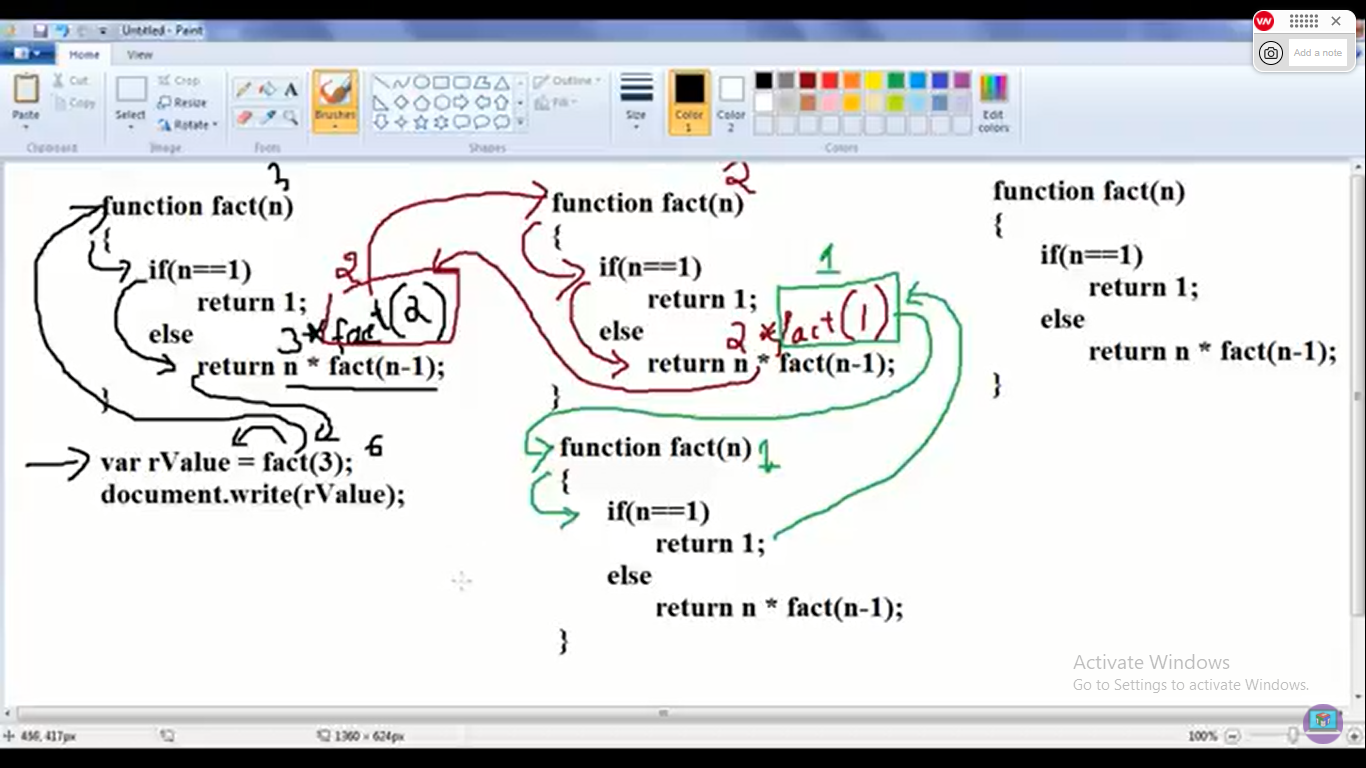 Untitled - Paint
Home View
Cut
Copy
Paste
Clipboard
Select
Crop
Resize
Rotate
Image
A
Tools
Brushes
Shapes
Outline
Fill
Size
Color 1
Color 2
Edit colors
Colors
VN
Add a note
3
function fact(n)
{
if(n==1)
return 1;
else
return n * fact(n-1);
}
2
3*fact(2)
var rValue = fact(3);
6
document.write(rValue);
2
function fact(n)
{
if(n==1)
return 1;
else
return n * fact(n-1);
}
1
2*fact(1)
function fact(n) 1
{
if(n==1)
return 1;
else
return n * fact(n-1);
}
function fact(n)
{
if(n==1)
return 1;
else
return n * fact(n-1);
}
Activate Windows
Go to Settings to activate Windows.
456, 417px
1360 × 624px
100%